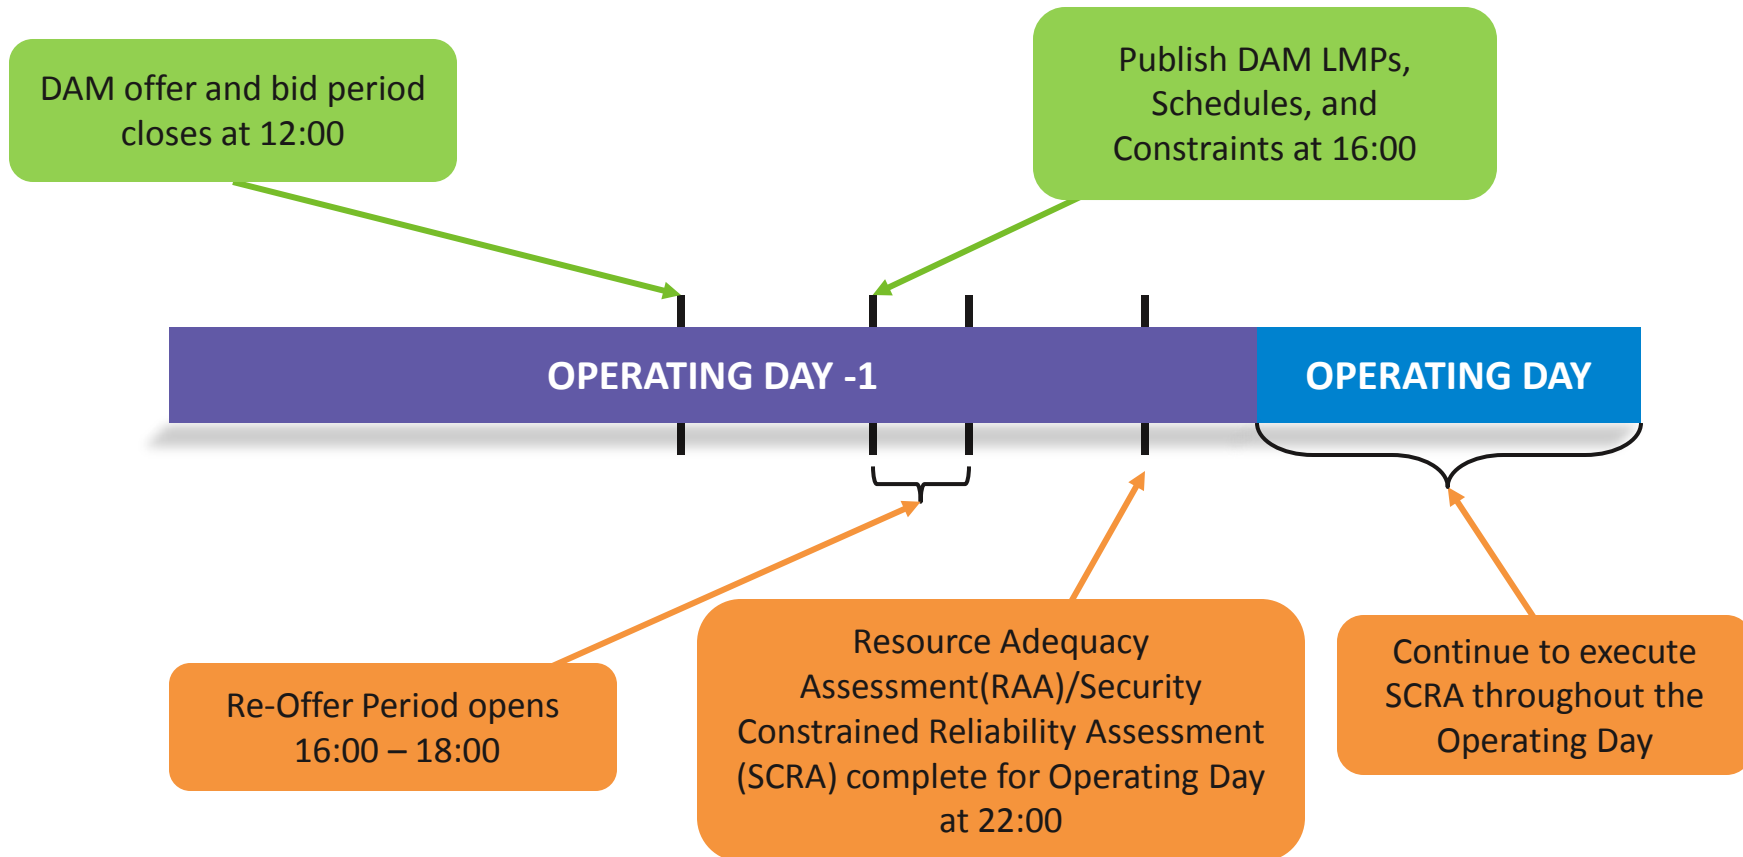 DAM offer and bid period
closes at 12:00
Publish DAM LMPs,
Schedules, and
Constraints at 16:00
OPERATING DAY -1
OPERATING DAY
Re-Offer Period opens
16:00 – 18:00
Resource Adequacy
Assessment(RAA)/Security
Constrained Reliability Assessment
(SCRA) complete for Operating Day
at 22:00
Continue to execute
SCRA throughout the
Operating Day